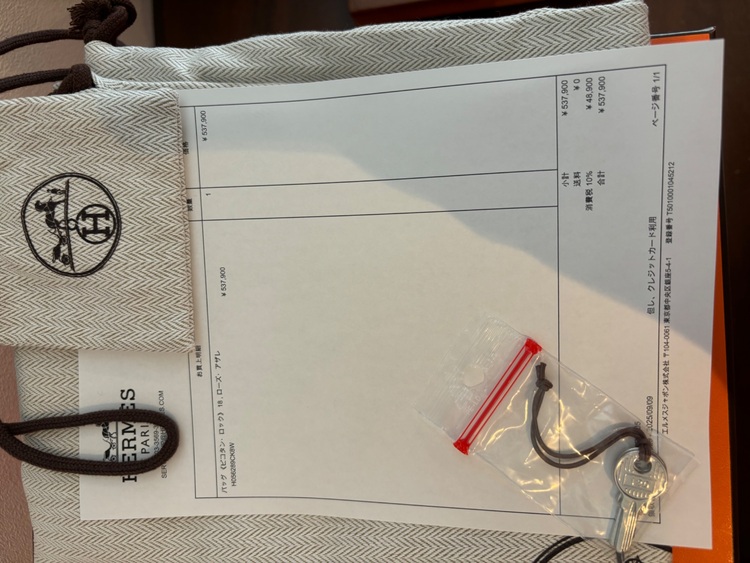 HERMES
PARIS
お買上明細
数量
価格
バッグ 《ピコタン・ロック》 18, ローズ・アザレ
¥ 537,900
1
¥ 537,900
H056289CK8W
小計 ¥ 537,900
送料 ¥ 0
消費税 10% ¥ 48,900
合計 ¥ 537,900
但し、クレジットカード利用
2025/09/09
ページ番号 1/1
エルメスジャポン株式会社 〒104-0061 東京都中央区銀座5-4-1 登録番号 T5010001045212
H